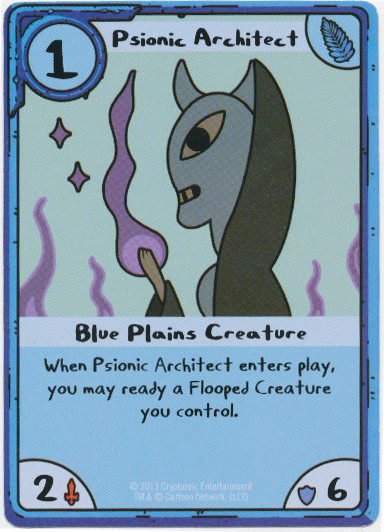 1
Psionic Architect
Blue Plains Creature
When Psionic Architect enters play,
you may ready a Flooped Creature
you control.
2
6
© 2013 Cryptozoic Entertainment
TM & © Cartoon Network. (s13)